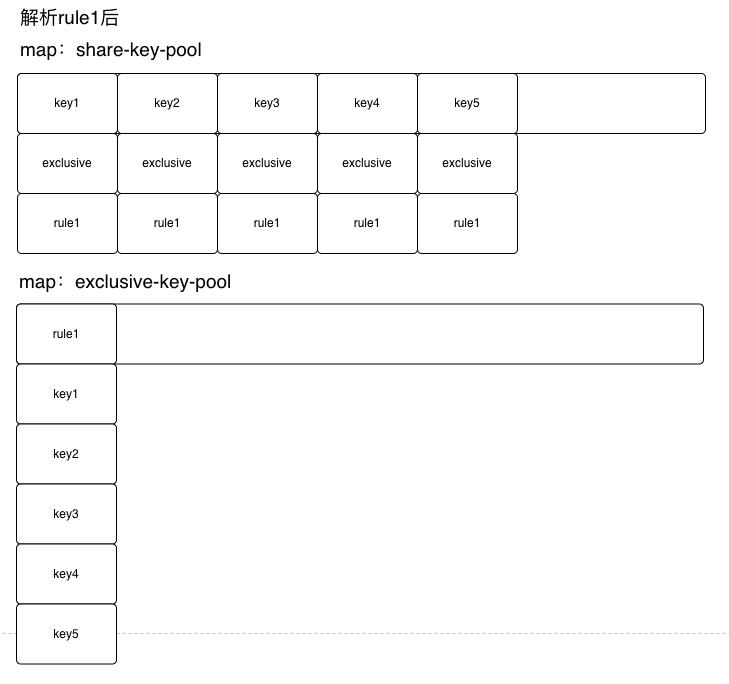 解析rule1后
map：share-key-pool
key1 key2 key3 key4 key5
exclusive exclusive exclusive exclusive exclusive
rule1 rule1 rule1 rule1 rule1
map：exclusive-key-pool
rule1
key1
key2
key3
key4
key5